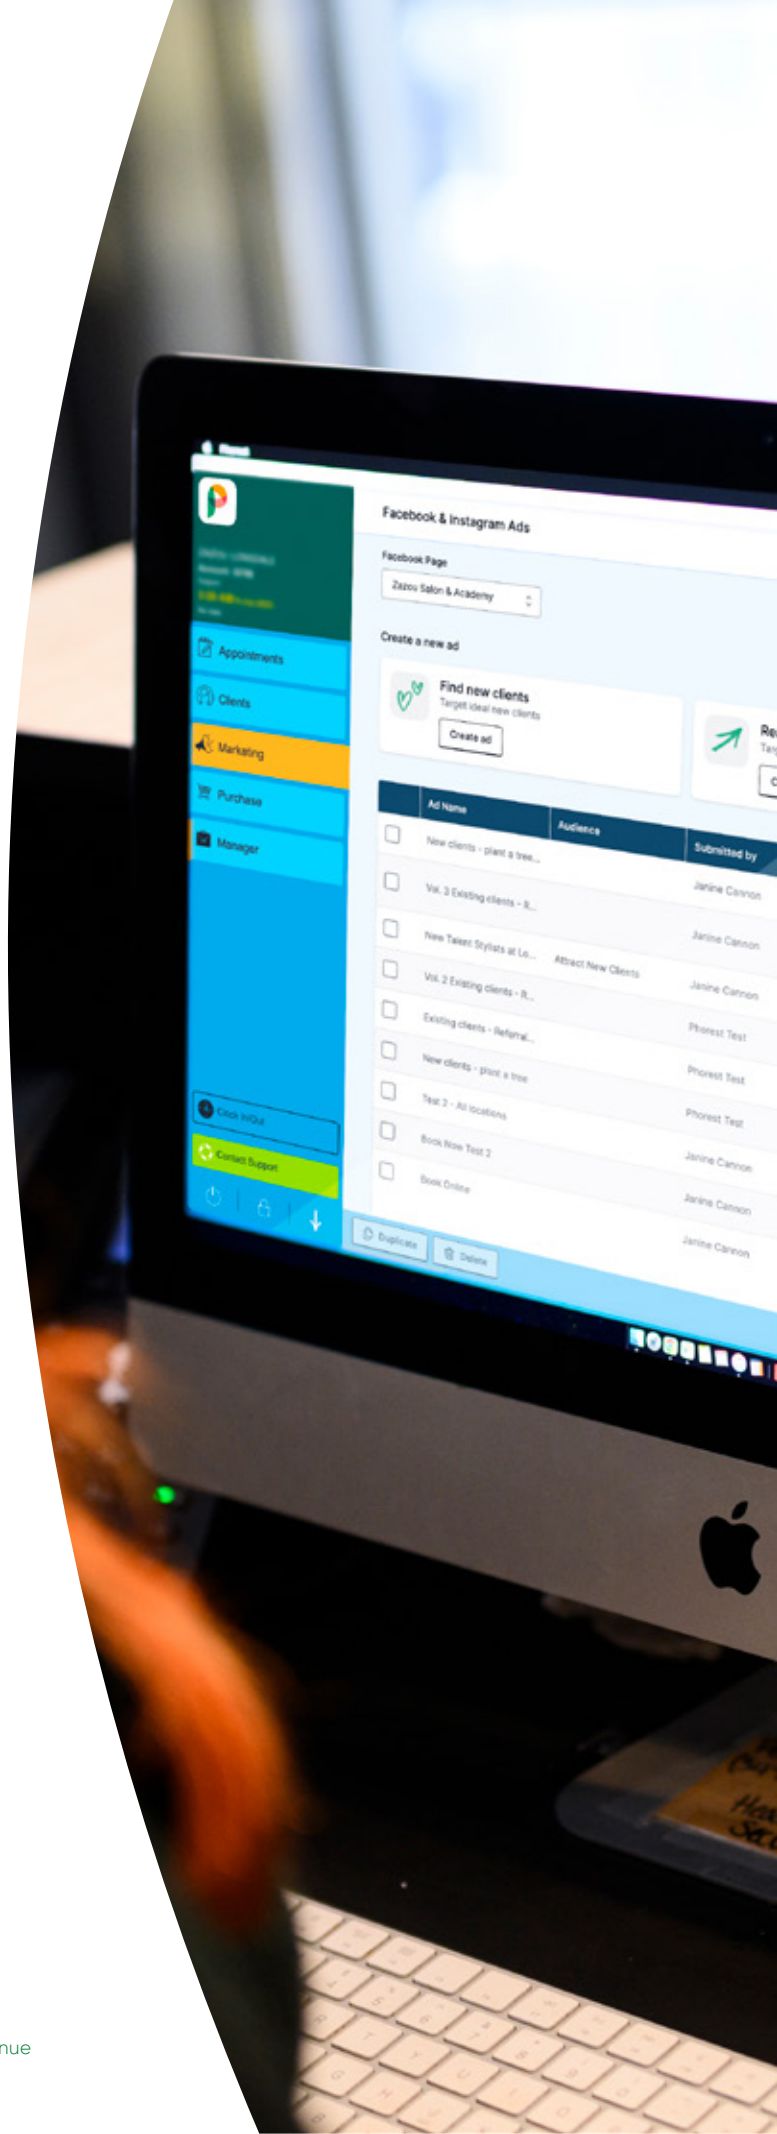 Phorest
Facebook & Instagram Ads
Facebook Page
Zazou Salon & Academy
Create a new ad
Find new clients
Target ideal new clients
Create ad
Appointments
Clients
Marketing
Purchase
Manager
Clock In/Out
Contact Support
Ad Name Audience Submitted by
New clients - plant a tree... Janine Cannon
Vol. 3 Existing clients - R... Janine Cannon
New Talent Stylists at Lo... Attract New Clients Janine Cannon
Vol. 2 Existing clients - R... Phorest Test
Existing clients - Referral... Phorest Test
New clients - plant a tree Phorest Test
Test 2 - All locations Janine Cannon
Book Now Test 2 Janine Cannon
Book Online Janine Cannon
Duplicate Delete
nue